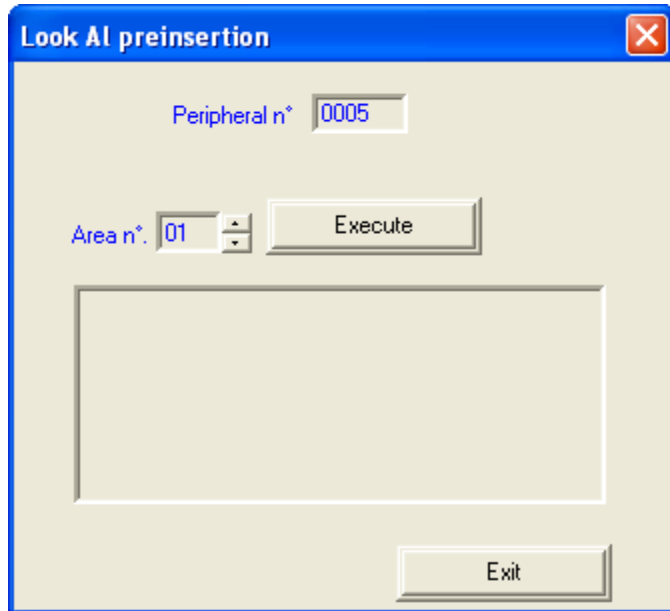 Look Al preinsertion
Peripheral n° 0005
Area n°. 01 Execute
Exit